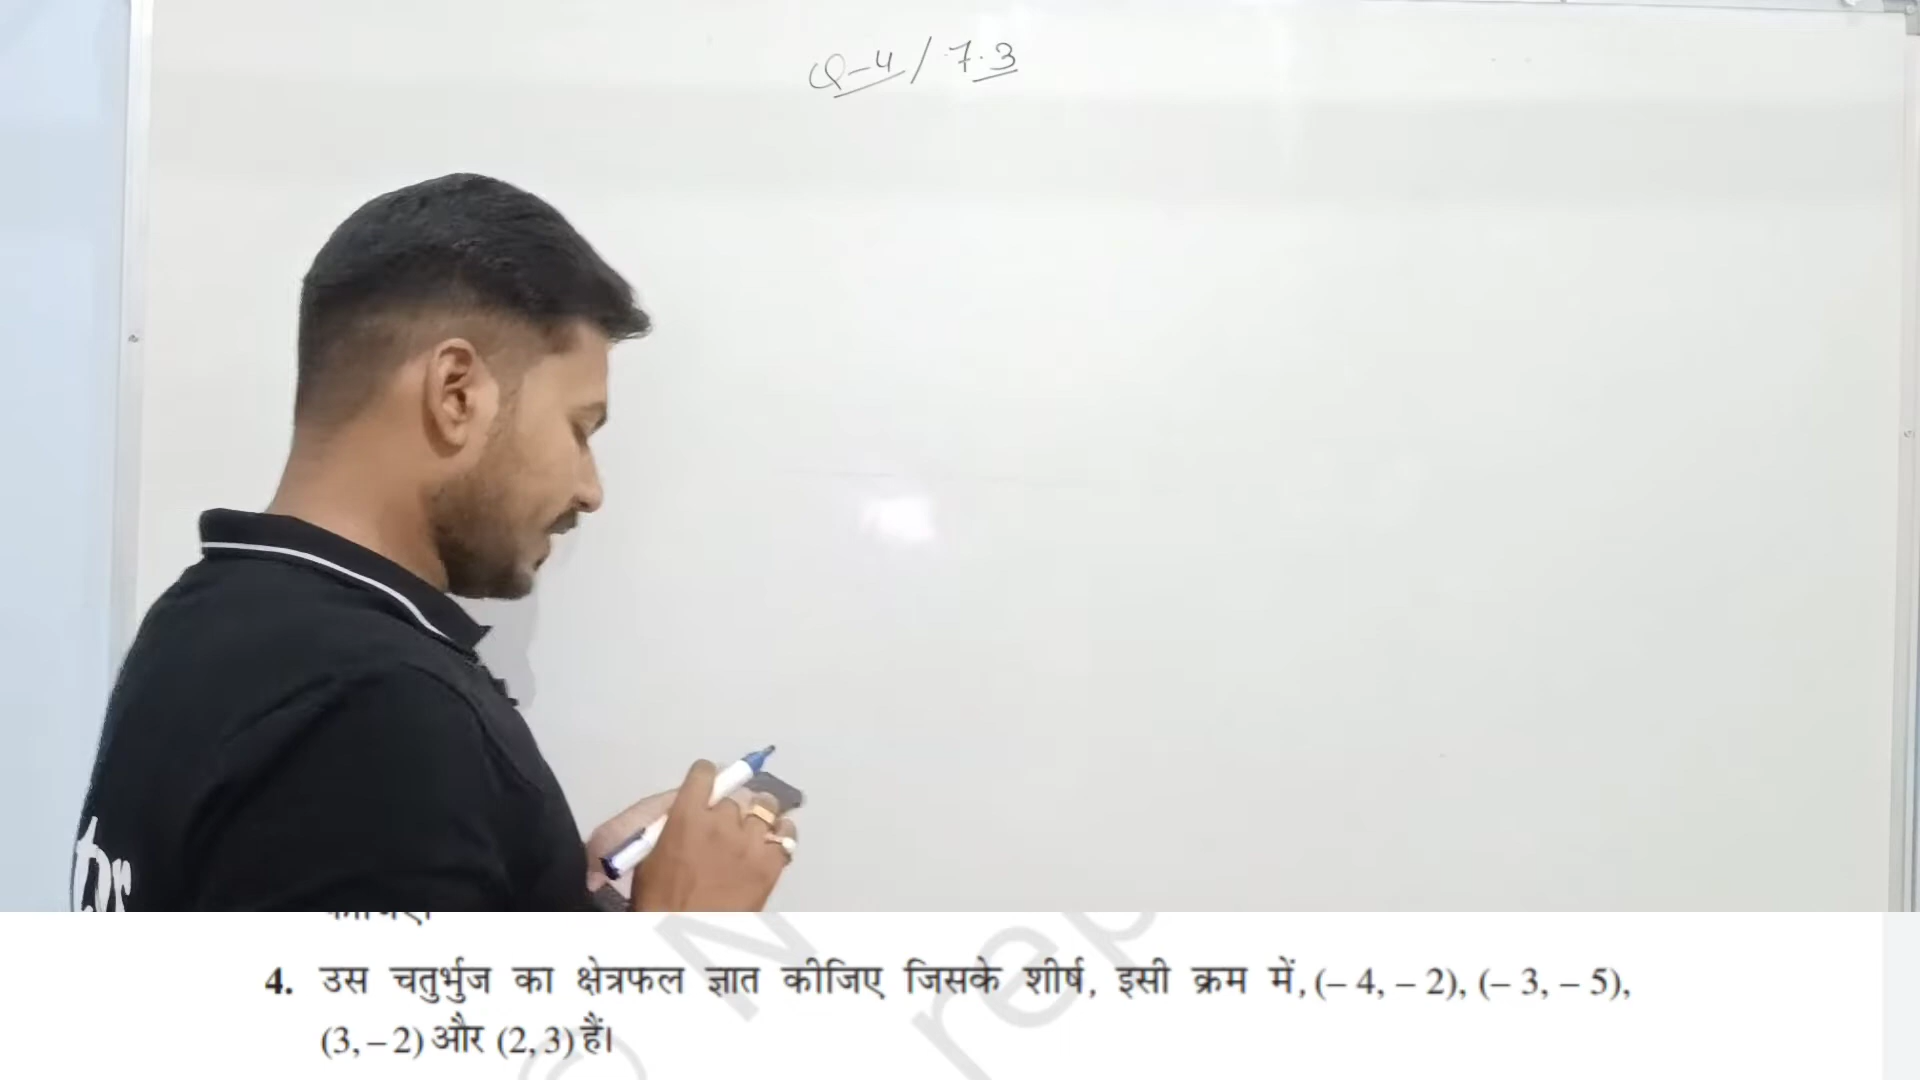 Q-4 / 7.3
4. उस चतुर्भुज का क्षेत्रफल ज्ञात कीजिए जिसके शीर्ष, इसी क्रम में, (– 4, – 2), (– 3, – 5),
(3, – 2) और (2, 3) हैं।